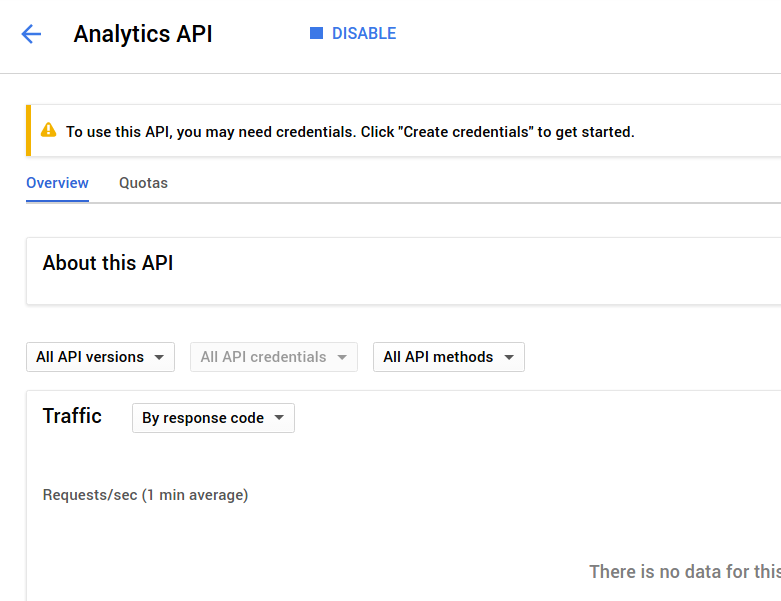 Analytics API
DISABLE
To use this API, you may need credentials. Click "Create credentials" to get started.
Overview Quotas
About this API
All API versions All API credentials All API methods
Traffic By response code
Requests/sec (1 min average)
There is no data for this